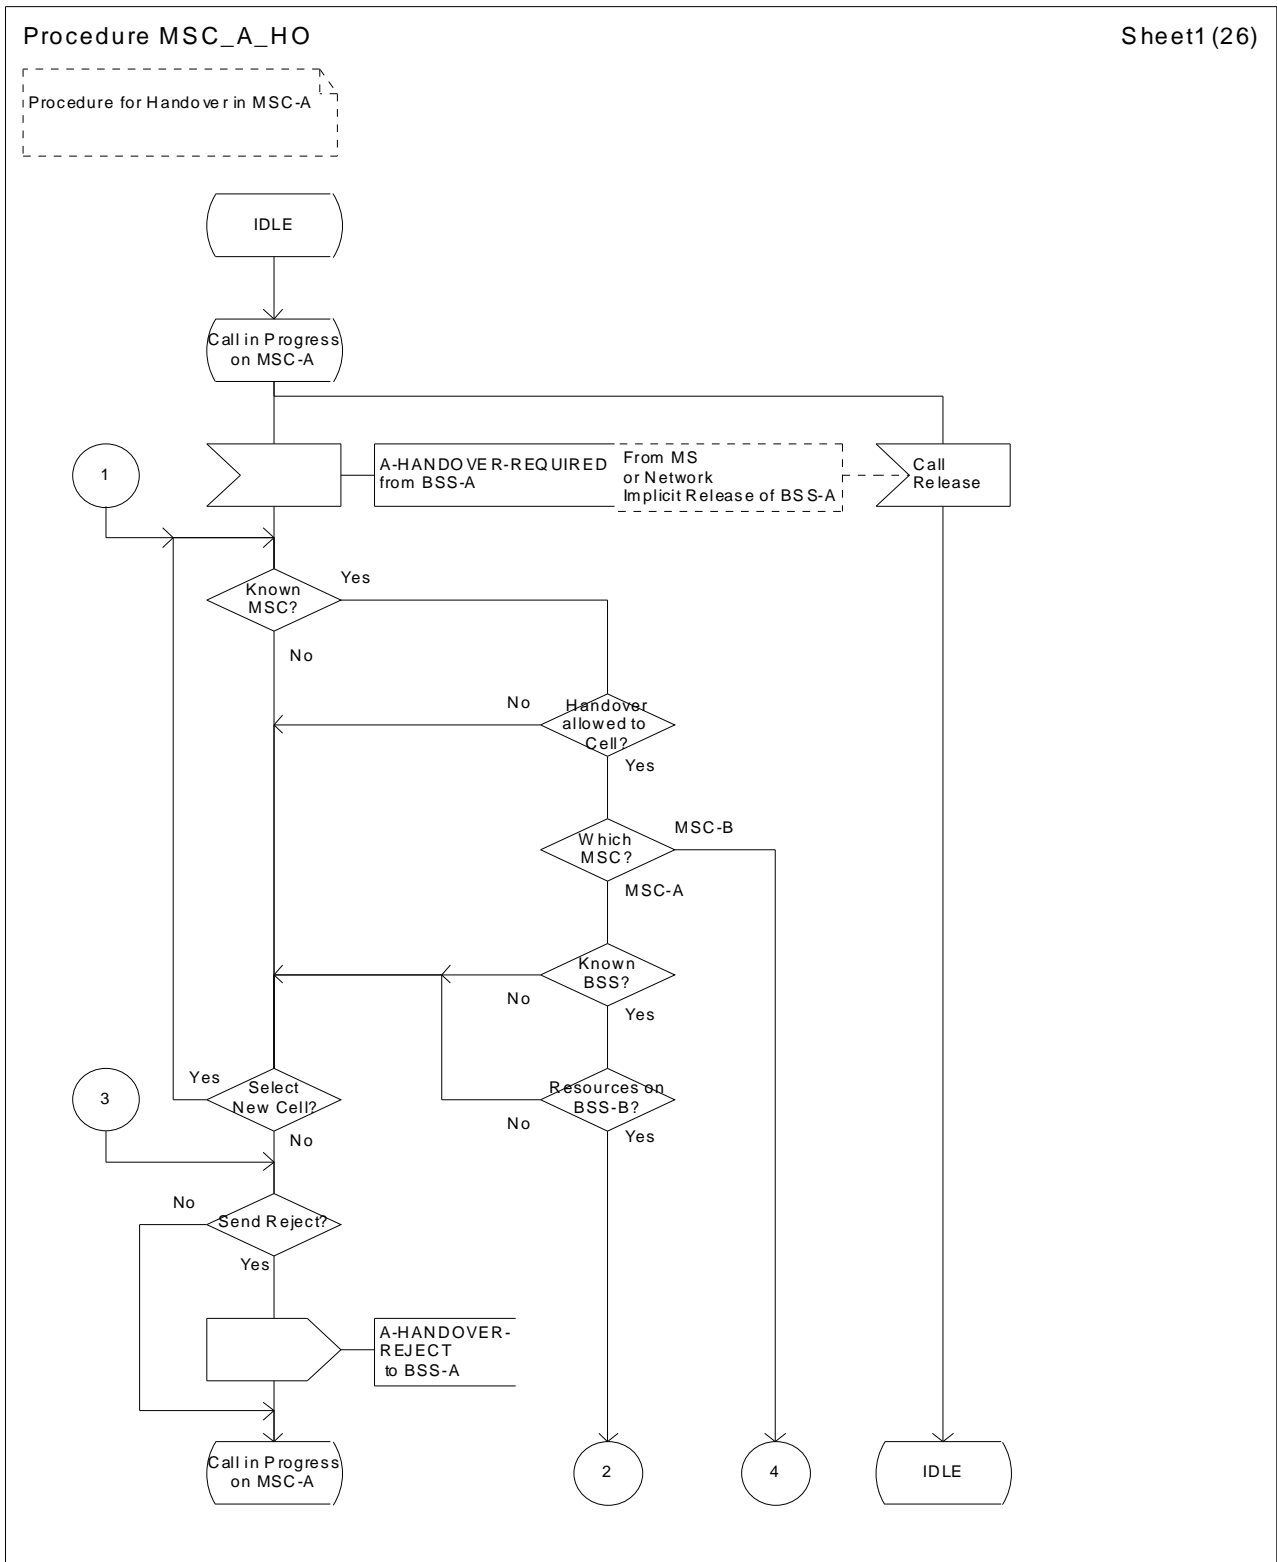 Procedure MSC_A_HO
Sheet1 (26)
Procedure for Handover in MSC-A
IDLE
Call in Progress
on MSC-A
1
A-HANDOVER-REQUIRED
from BSS-A
From MS
or Network
Implicit Release of BSS-A
Call
Release
Known
MSC?
Yes
No
Handover
allowed to
Cell?
No
Yes
Which
MSC?
MSC-B
MSC-A
Known
BSS?
No
Yes
3
Yes
Select
New Cell?
No
Resources on
BSS-B?
No
Yes
No
Send Reject?
Yes
A-HANDOVER-
REJECT
to BSS-A
Call in Progress
on MSC-A
2
4
IDLE